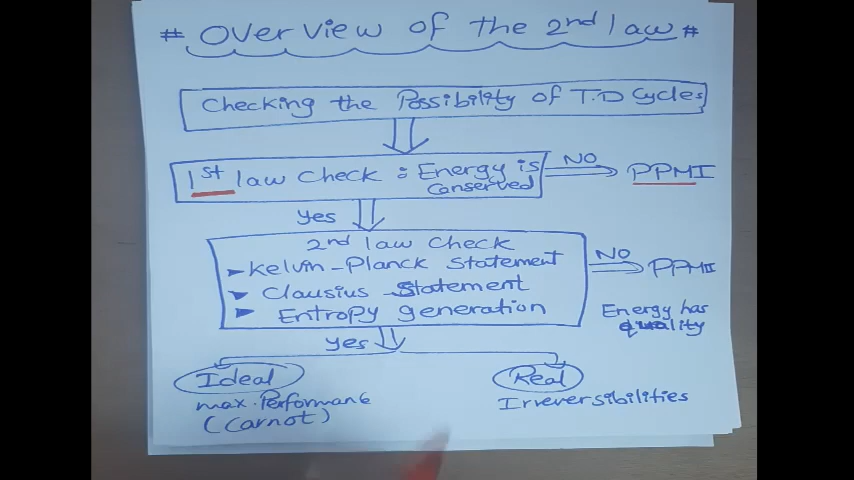 # Overview of the 2nd law #
Checking the Possibility of T.D Cycles
1st law check : Energy is conserved
NO
PPMI
Yes
2nd law check
Kelvin-Planck Statement
Clausius Statement
Entropy generation
NO
PPMII
Energy has
quality
Yes
Ideal
max. Performane
(Carnot)
Real
Irreversibilities